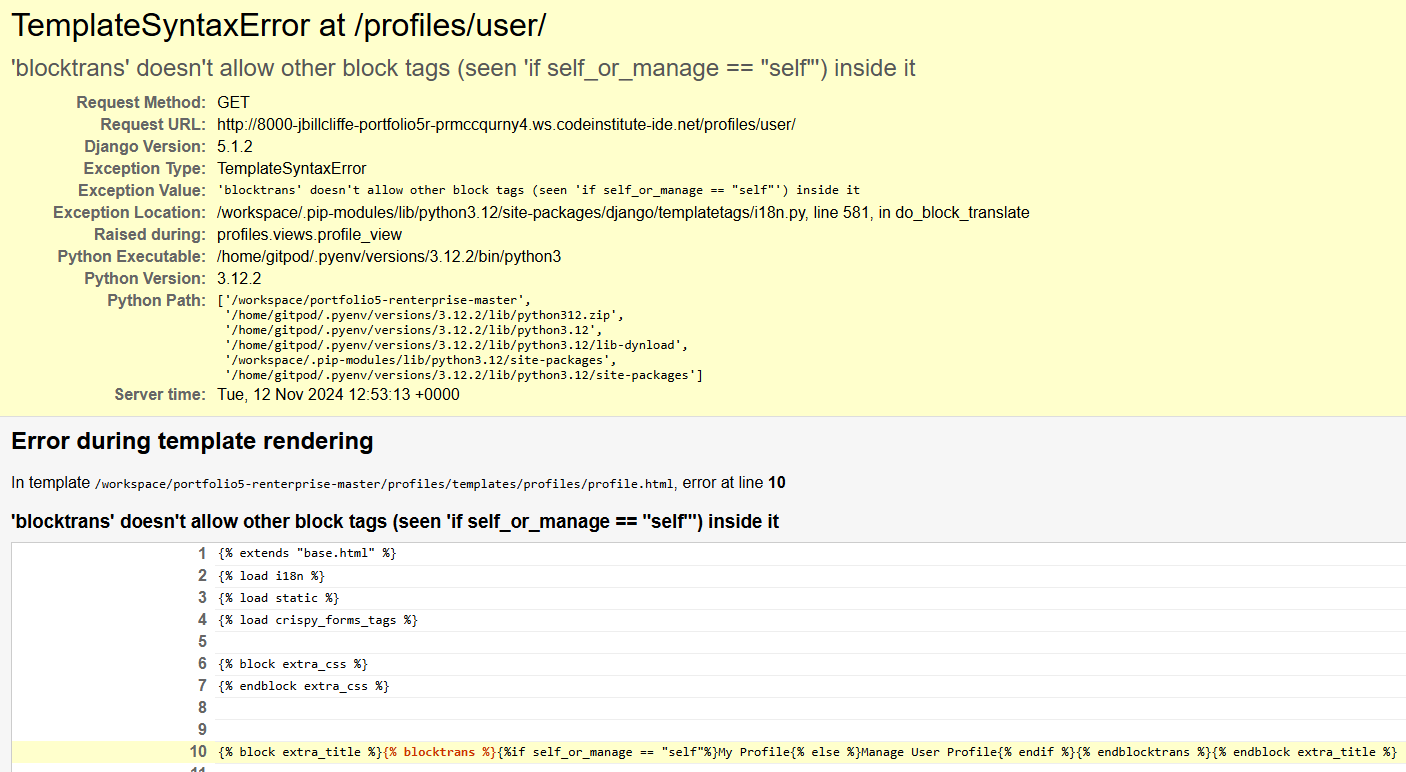 TemplateSyntaxError at /profiles/user/
'blocktrans' doesn't allow other block tags (seen 'if self_or_manage == "self"') inside it
Request Method: GET
Request URL: http://8000-jbillcliffe-portfolio5r-prmccqurny4.ws.codeinstitute-ide.net/profiles/user/
Django Version: 5.1.2
Exception Type: TemplateSyntaxError
Exception Value: 'blocktrans' doesn't allow other block tags (seen 'if self_or_manage == "self"') inside it
Exception Location: /workspace/.pip-modules/lib/python3.12/site-packages/django/templatetags/i18n.py, line 581, in do_block_translate
Raised during: profiles.views.profile_view
Python Executable: /home/gitpod/.pyenv/versions/3.12.2/bin/python3
Python Version: 3.12.2
Python Path: ['/workspace/portfolio5-renterprise-master',
'/home/gitpod/.pyenv/versions/3.12.2/lib/python312.zip',
'/home/gitpod/.pyenv/versions/3.12.2/lib/python3.12',
'/home/gitpod/.pyenv/versions/3.12.2/lib/python3.12/lib-dynload',
'/workspace/.pip-modules/lib/python3.12/site-packages',
'/home/gitpod/.pyenv/versions/3.12.2/lib/python3.12/site-packages']
Server time: Tue, 12 Nov 2024 12:53:13 +0000
Error during template rendering
In template /workspace/portfolio5-renterprise-master/profiles/templates/profiles/profile.html, error at line 10
'blocktrans' doesn't allow other block tags (seen 'if self_or_manage == "self"') inside it
1 {% extends "base.html" %}
2 {% load i18n %}
3 {% load static %}
4 {% load crispy_forms_tags %}
5
6 {% block extra_css %}
7 {% endblock extra_css %}
8
9
10 {% block extra_title %}{% blocktrans %}{%if self_or_manage == "self"%}My Profile{% else %}Manage User Profile{% endif %}{% endblocktrans %}{% endblock extra_title %}
11